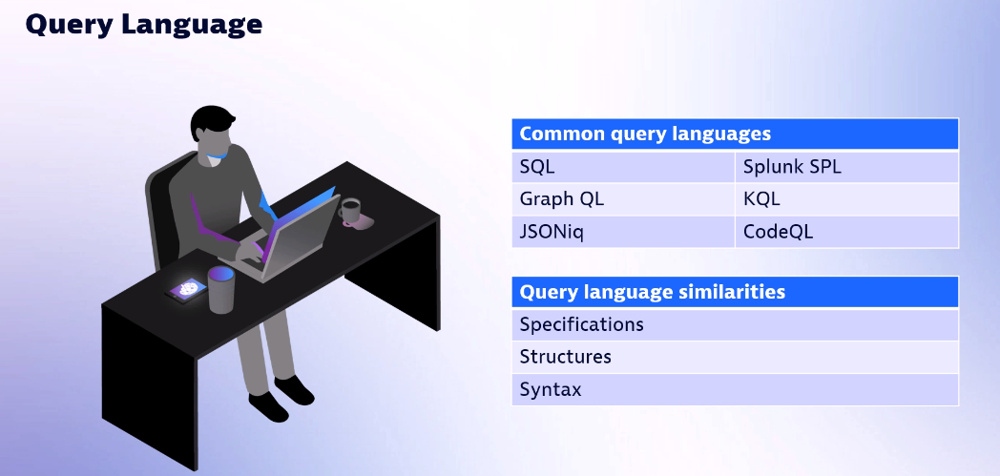 Query Language
Common query languages
SQL Splunk SPL
Graph QL KQL
JSONiq CodeQL
Query language similarities
Specifications
Structures
Syntax